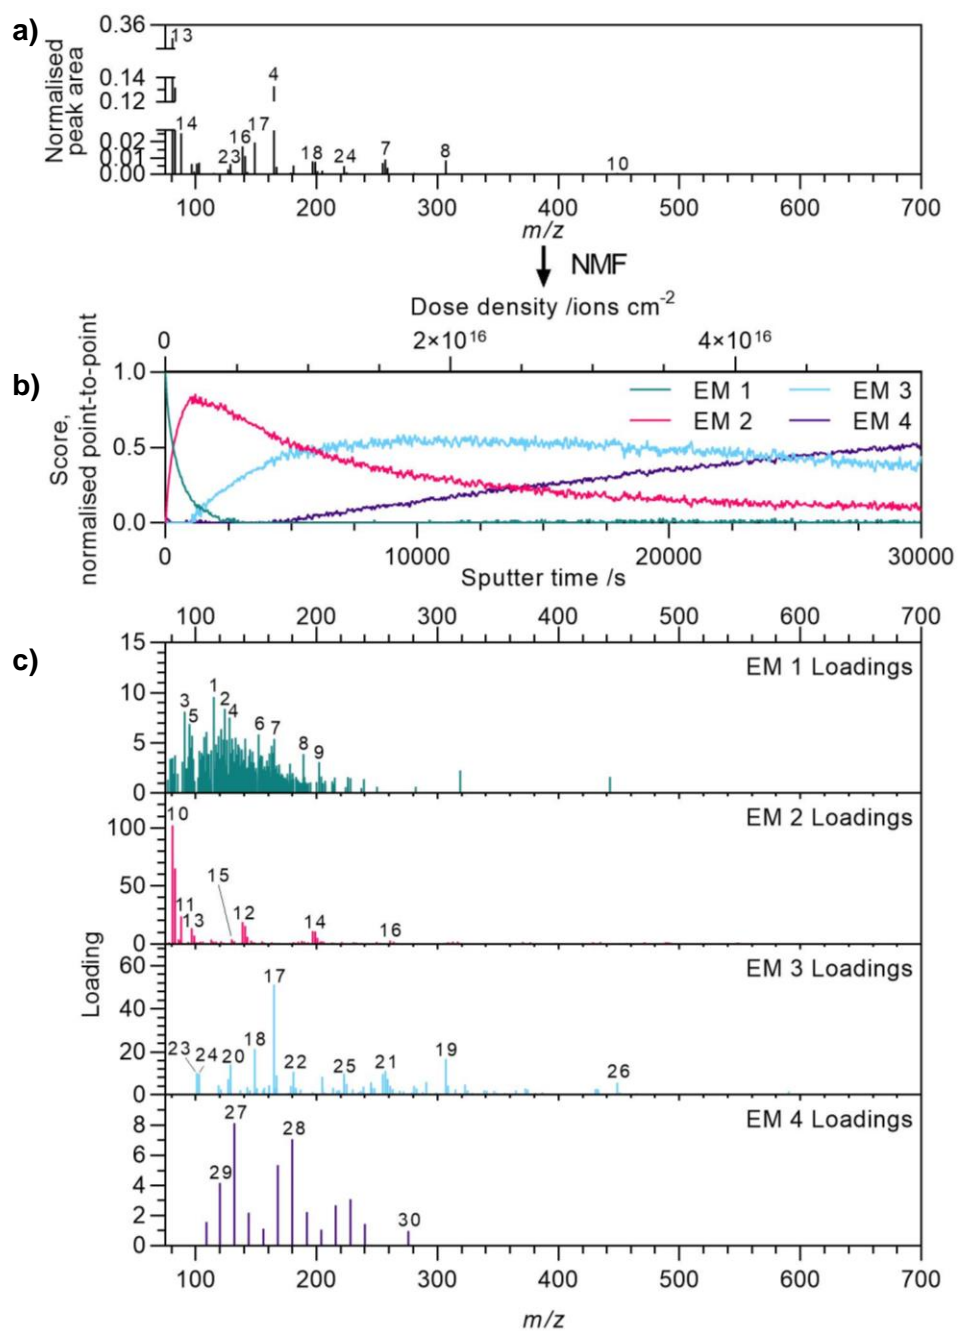 a)
Normalised
peak area
0.36
0.14
0.12
0.02
0.01
0.00
13
14
23
16
17
4
18
24
7
8
10
100 200 300 400 500 600 700
m/z
NMF
Dose density /ions cm-2
0 2×10¹⁶ 4×10¹⁶
b)
Score,
normalised point-to-point
1.0
0.5
0.0
EM 1 EM 3
EM 2 EM 4
0 10000 20000 30000
Sputter time /s
100 200 300 400 500 600 700
c)
Loading
15
10
5
0
EM 1 Loadings
3 5 1 2 4 6 7 8 9
100
50
0
EM 2 Loadings
10 11 13 15 12 14 16
60
40
20
0
EM 3 Loadings
23 24 20 18 17 22 25 21 19 26
8
6
4
2
0
EM 4 Loadings
29 27 28 30
100 200 300 400 500 600 700
m/z